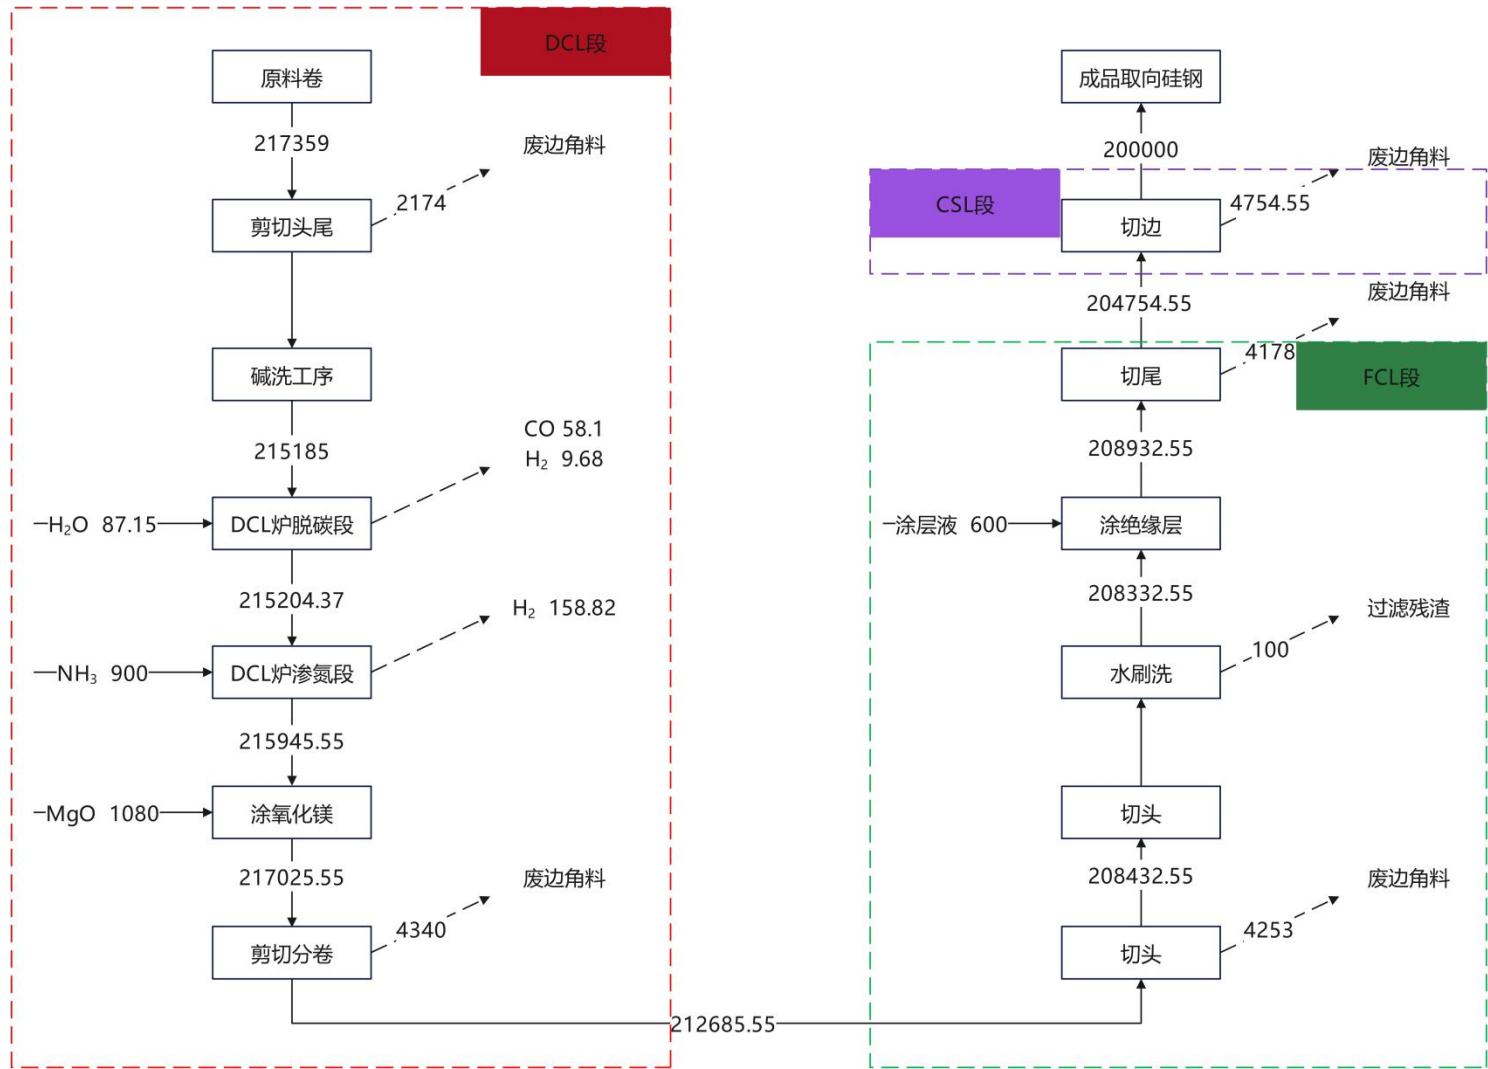 DCL段
原料卷
217359
废边角料
2174
剪切头尾
碱洗工序
215185
CO 58.1
H₂ 9.68
H₂O 87.15
DCL炉脱碳段
215204.37
H₂ 158.82
NH₃ 900
DCL炉渗氮段
215945.55
MgO 1080
涂氧化镁
217025.55
废边角料
4340
剪切分卷
212685.55
成品取向硅钢
200000
废边角料
CSL段
4754.55
切边
204754.55
废边角料
4178
FCL段
切尾
208932.55
涂层液 600
涂绝缘层
208332.55
过滤残渣
100
水刷洗
切头
208432.55
废边角料
4253
切头